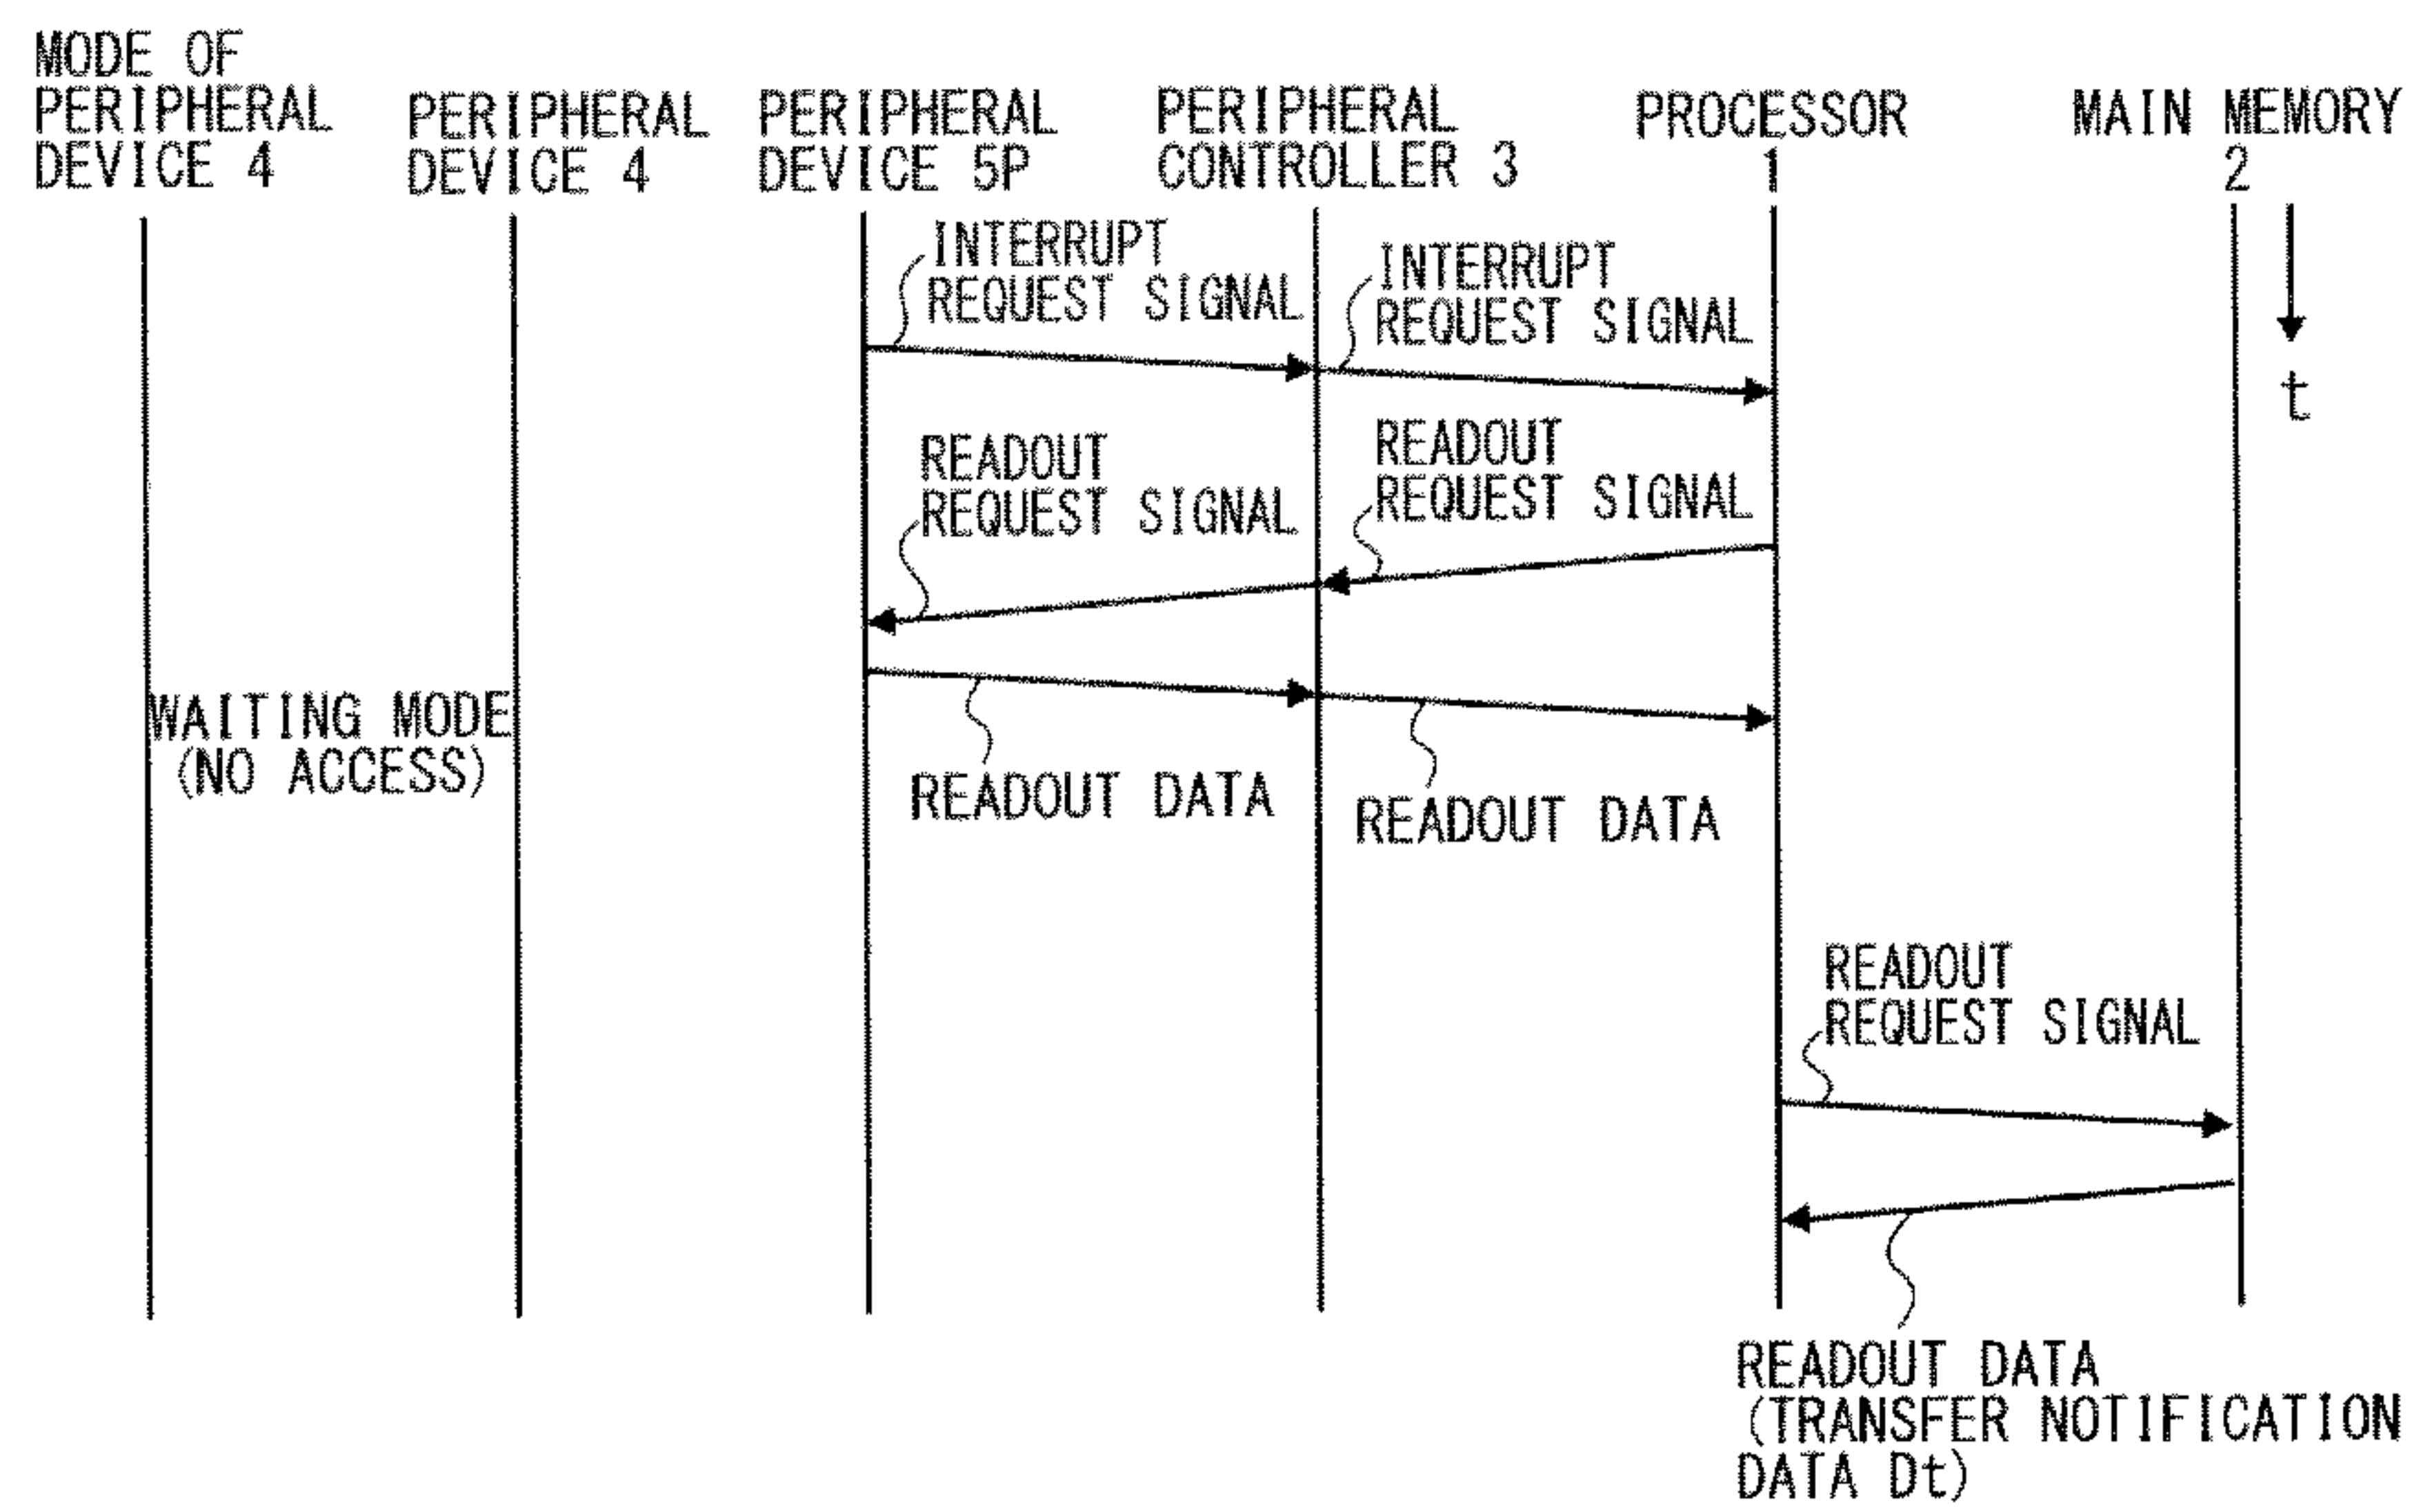 MODE OF
PERIPHERAL
DEVICE 4
PERIPHERAL
DEVICE 4
PERIPHERAL
DEVICE 5P
PERIPHERAL
CONTROLLER 3
PROCESSOR
1
MAIN MEMORY
2
t
INTERRUPT
REQUEST SIGNAL
INTERRUPT
REQUEST SIGNAL
READOUT
REQUEST SIGNAL
READOUT
REQUEST SIGNAL
WAITING MODE
(NO ACCESS)
READOUT DATA
READOUT DATA
READOUT
REQUEST SIGNAL
READOUT DATA
(TRANSFER NOTIFICATION
DATA Dt)